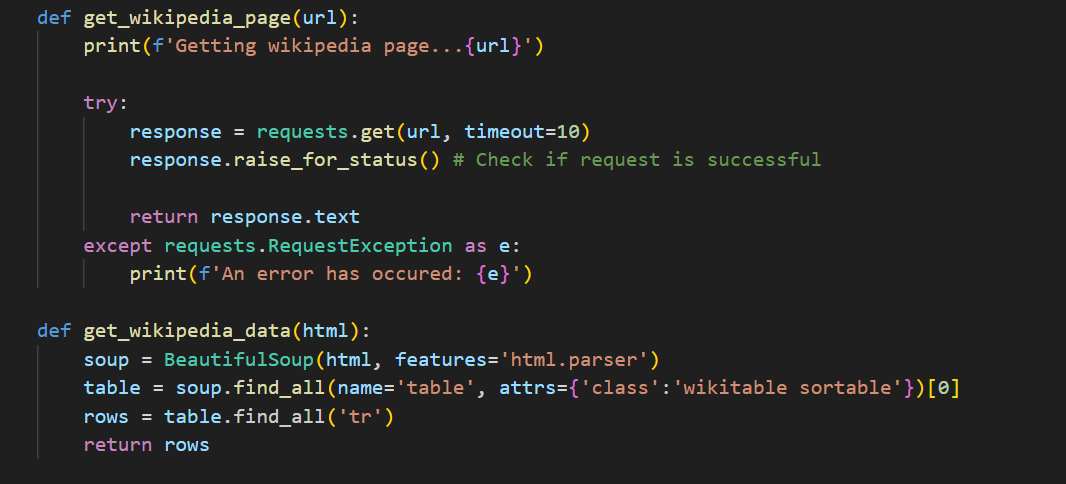 def get_wikipedia_page(url):
    print(f'Getting wikipedia page...{url}')
    try:
        response = requests.get(url, timeout=10)
        response.raise_for_status() # Check if request is successful
        return response.text
    except requests.RequestException as e:
        print(f'An error has occured: {e}')
def get_wikipedia_data(html):
    soup = BeautifulSoup(html, features='html.parser')
    table = soup.find_all(name='table', attrs={'class':'wikitable sortable'})[0]
    rows = table.find_all('tr')
    return rows